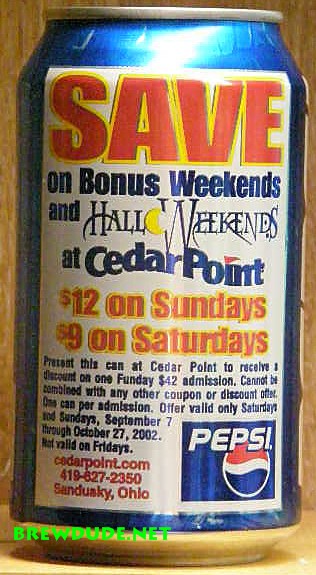 SAVE
on Bonus Weekends
and HALLOWEEKENDS
at Cedar Point
$12 on Sundays
$9 on Saturdays
Present this can at Cedar Point to receive a
discount on one Funday $42 admission. Cannot be
combined with any other coupon or discount offer.
One can per admission. Offer valid only Saturdays
and Sundays, September 7
through October 27, 2002.
Not valid on Fridays.
cedarpoint.com
419-627-2350
Sandusky, Ohio
PEPSI
BREWDUDE.NET